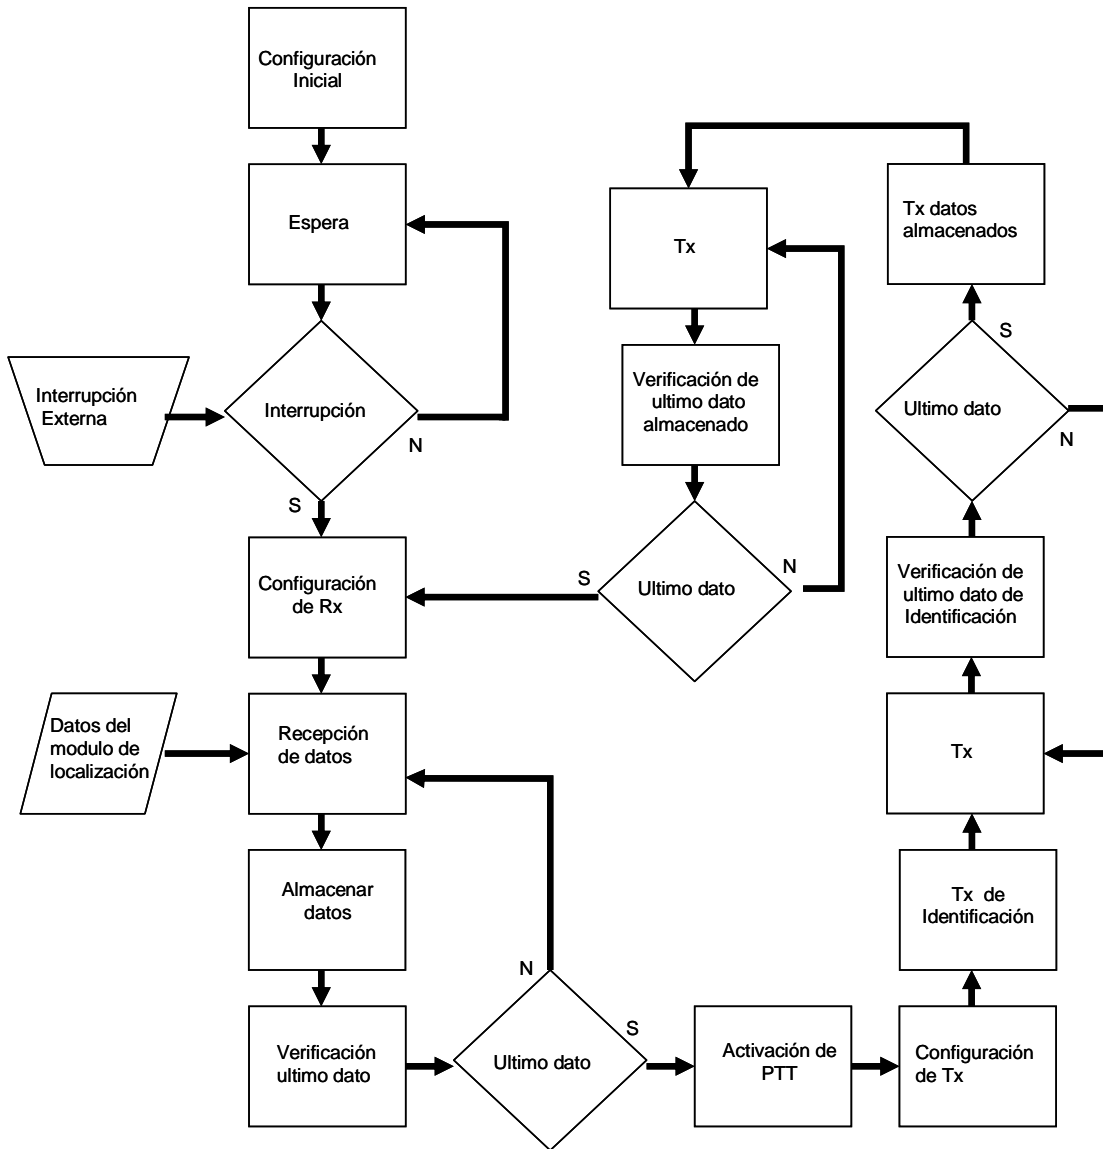 Configuración
Inicial
Espera
Interrupción
Externa
Interrupción
N
S
Configuración
de Rx
Datos del
modulo de
localización
Recepción
de datos
Almacenar
datos
Verificación
ultimo dato
N
Ultimo dato
S
Activación de
PTT
Configuración
de Tx
Tx de
Identificación
Tx
Verificación de
ultimo dato de
Identificación
Ultimo dato
S
N
Tx datos
almacenados
Tx
Verificación de
ultimo dato
almacenado
Ultimo dato
S
N